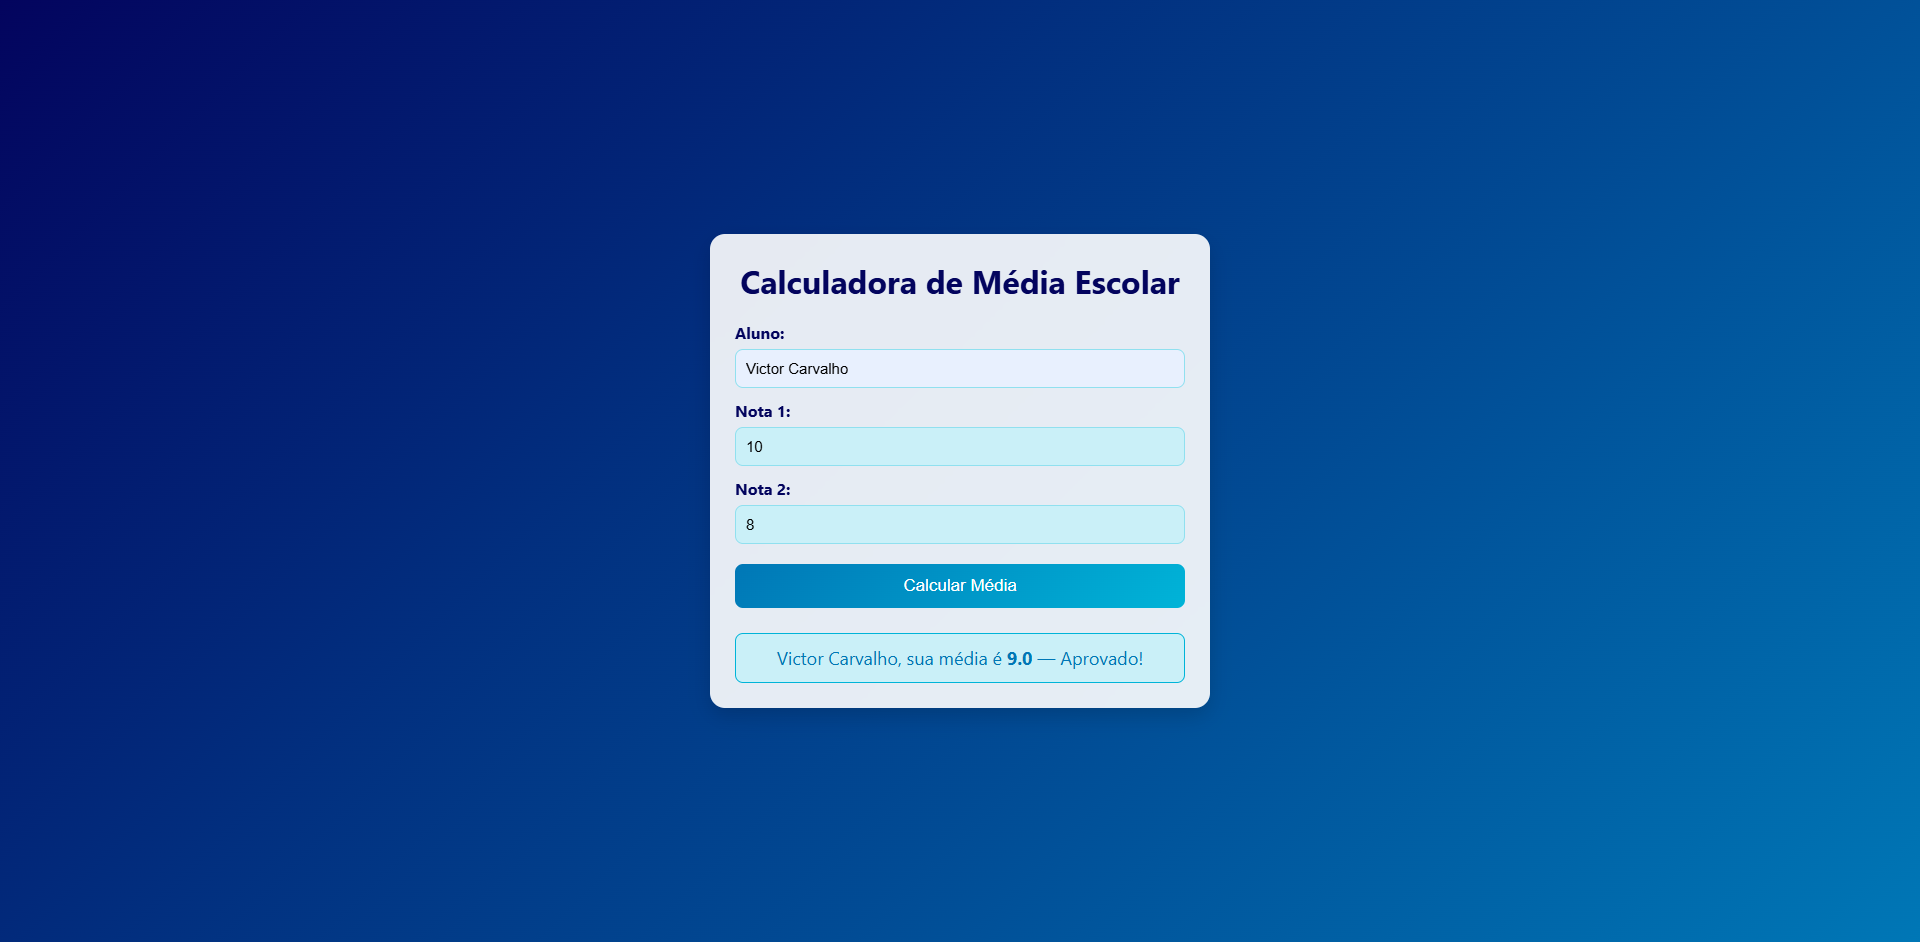 Calculadora de Média Escolar
Aluno:
Victor Carvalho
Nota 1:
10
Nota 2:
8
Calcular Média
Victor Carvalho, sua média é 9.0 — Aprovado!